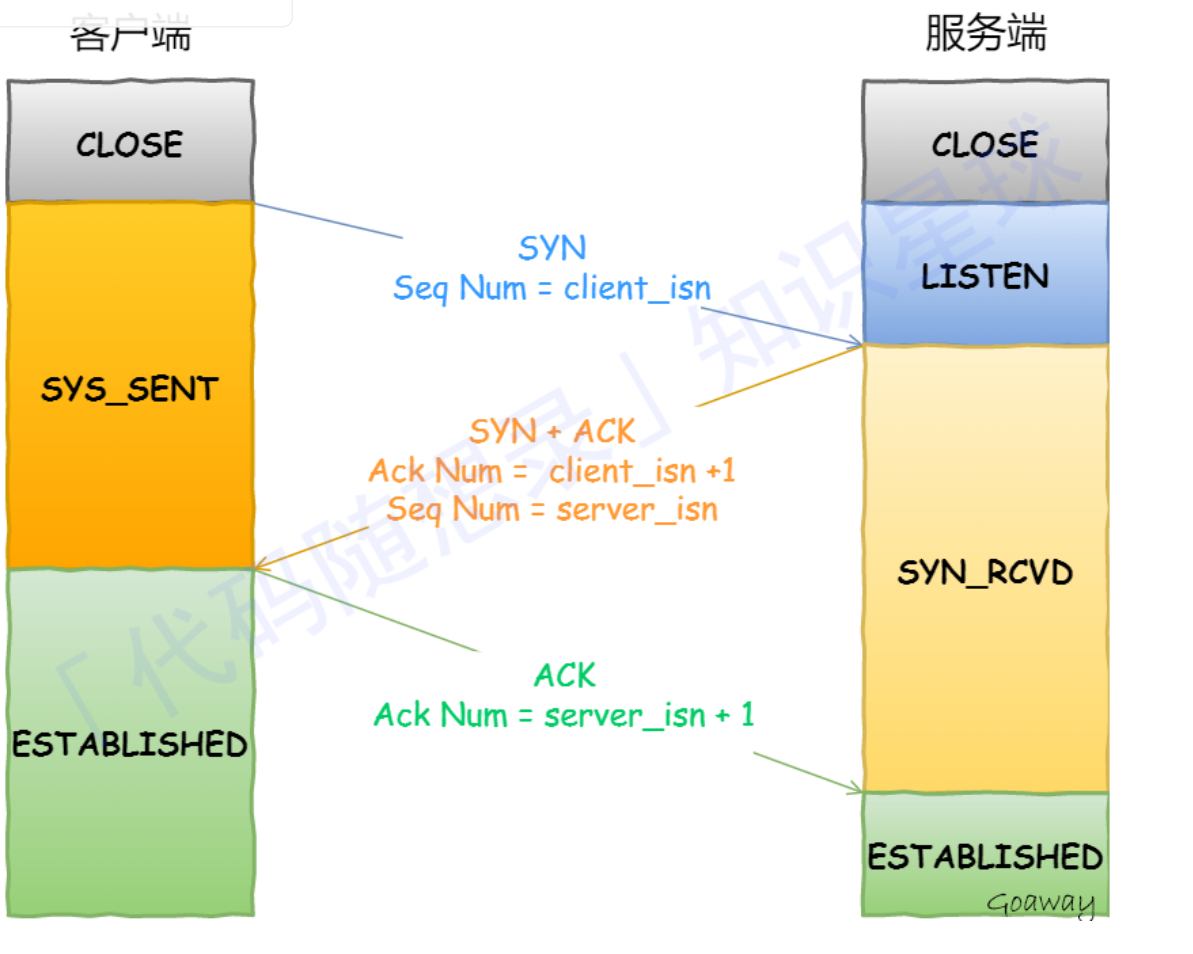 客户端
服务端
CLOSE
CLOSE
SYN
Seq Num = client_isn
LISTEN
SYS_SENT
SYN + ACK
Ack Num = client_isn +1
Seq Num = server_isn
SYN_RCVD
ACK
Ack Num = server_isn + 1
ESTABLISHED
ESTABLISHED
Goaway
「代码随想录」知识星球